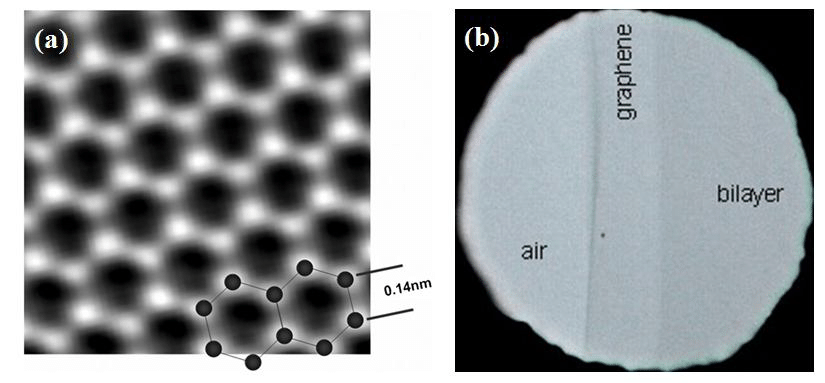 (a)
0.14nm
(b)
graphene
bilayer
air